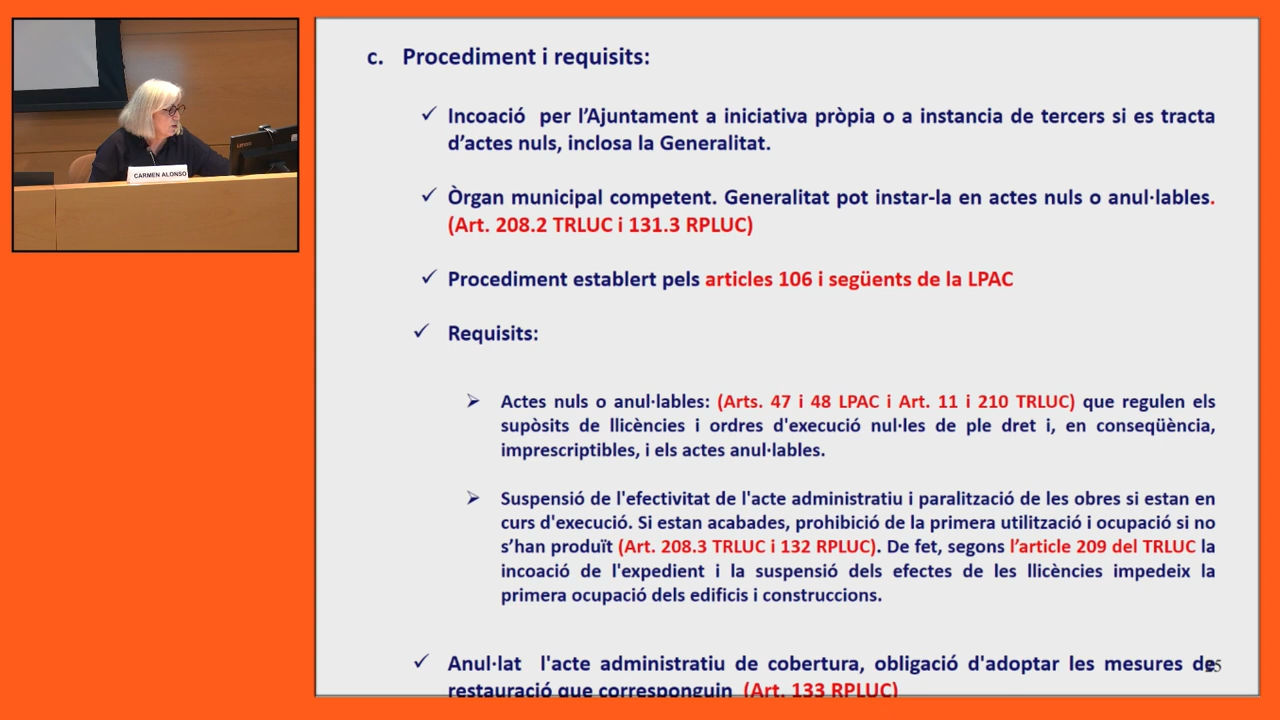 Lenovo
CARMEN ALONSO
c. Procediment i requisits:
✓ Incoació per l’Ajuntament a iniciativa pròpia o a instancia de tercers si es tracta
d’actes nuls, inclosa la Generalitat.
✓ Òrgan municipal competent. Generalitat pot instar-la en actes nuls o anul·lables.
(Art. 208.2 TRLUC i 131.3 RPLUC)
✓ Procediment establert pels articles 106 i següents de la LPAC
✓ Requisits:
➢ Actes nuls o anul·lables: (Arts. 47 i 48 LPAC i Art. 11 i 210 TRLUC) que regulen els
supòsits de llicències i ordres d'execució nul·les de ple dret i, en conseqüència,
imprescriptibles, i els actes anul·lables.
➢ Suspensió de l'efectivitat de l'acte administratiu i paralització de les obres si estan en
curs d'execució. Si estan acabades, prohibició de la primera utilització i ocupació si no
s’han produït (Art. 208.3 TRLUC i 132 RPLUC). De fet, segons l’article 209 del TRLUC la
incoació de l'expedient i la suspensió dels efectes de les llicències impedeix la
primera ocupació dels edificis i construccions.
✓ Anul·lat l'acte administratiu de cobertura, obligació d'adoptar les mesures de
25
restauració que corresponguin (Art. 133 RPLUC)